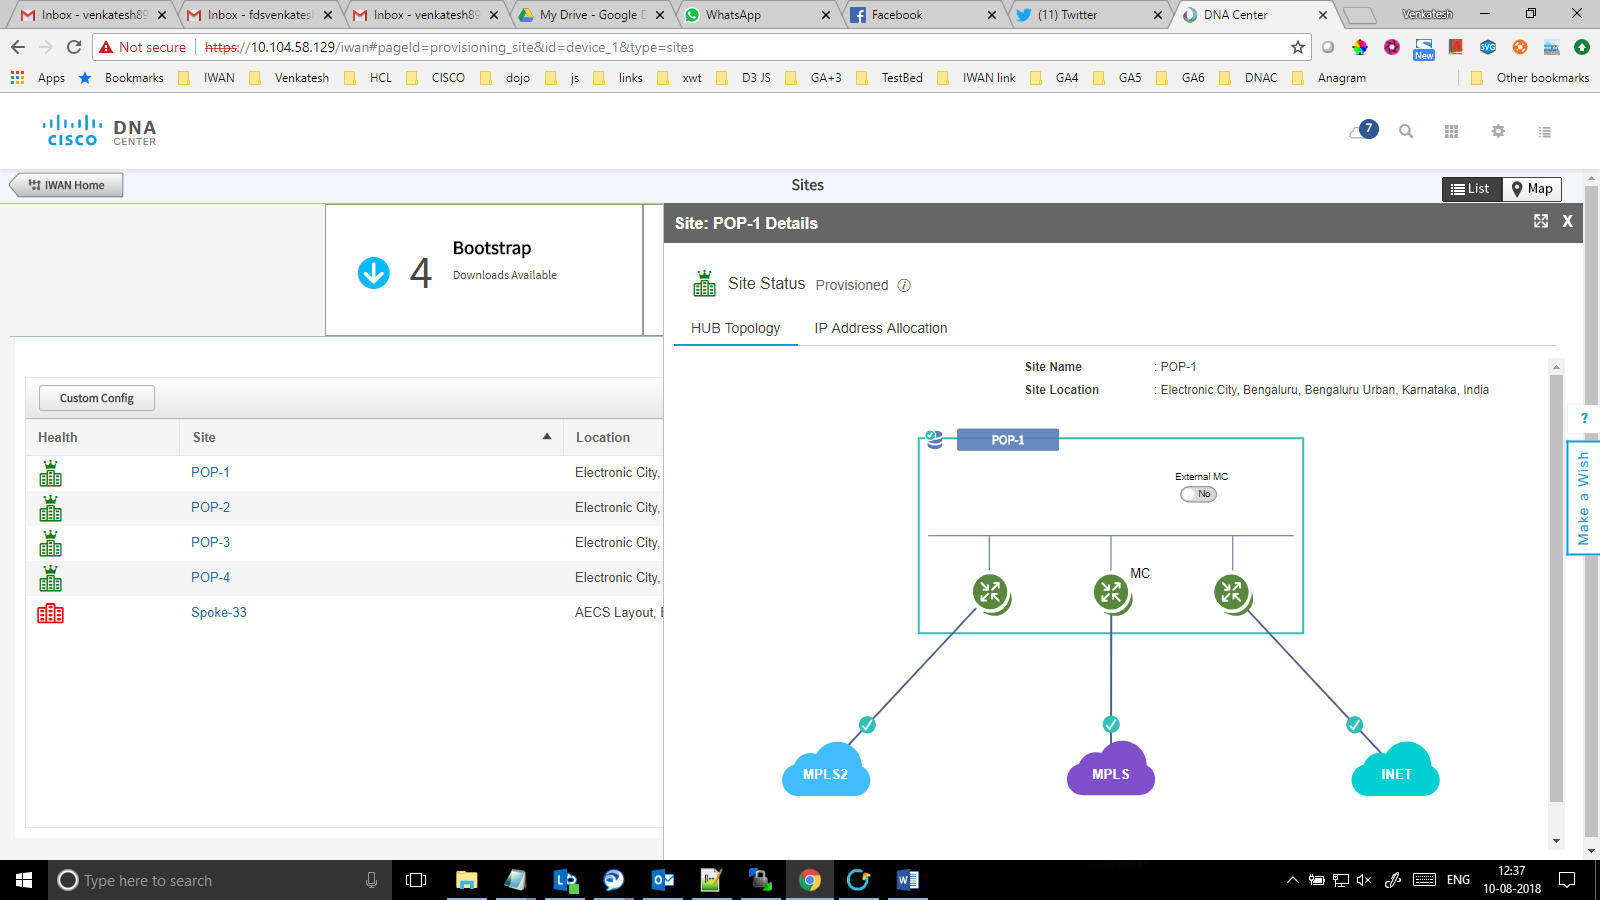 Inbox - venkatesh89
Inbox - fdsvenkatesh
Inbox - venkatesh89
My Drive - Google D
WhatsApp
Facebook
(11) Twitter
DNA Center
Venkatesh
Not secure
https://10.104.58.129/iwan#pageId=provisioning_site&id=device_1&type=sites
New
SVG
Apps
Bookmarks
IWAN
Venkatesh
HCL
CISCO
dojo
js
links
xwt
D3 JS
GA+3
TestBed
IWAN link
GA4
GA5
GA6
DNAC
Anagram
Other bookmarks
CISCO
DNA
CENTER
7
IWAN Home
Sites
List
Map
4
Bootstrap
Downloads Available
Custom Config
Health
Site
Location
POP-1
Electronic City,
POP-2
Electronic City,
POP-3
Electronic City,
POP-4
Electronic City,
Spoke-33
AECS Layout,
Site: POP-1 Details
X
Site Status
Provisioned
HUB Topology
IP Address Allocation
Site Name
: POP-1
Site Location
: Electronic City, Bengaluru, Bengaluru Urban, Karnataka, India
POP-1
External MC
No
MC
MPLS2
MPLS
INET
?
Make a Wish
Type here to search
ENG
12:37
10-08-2018